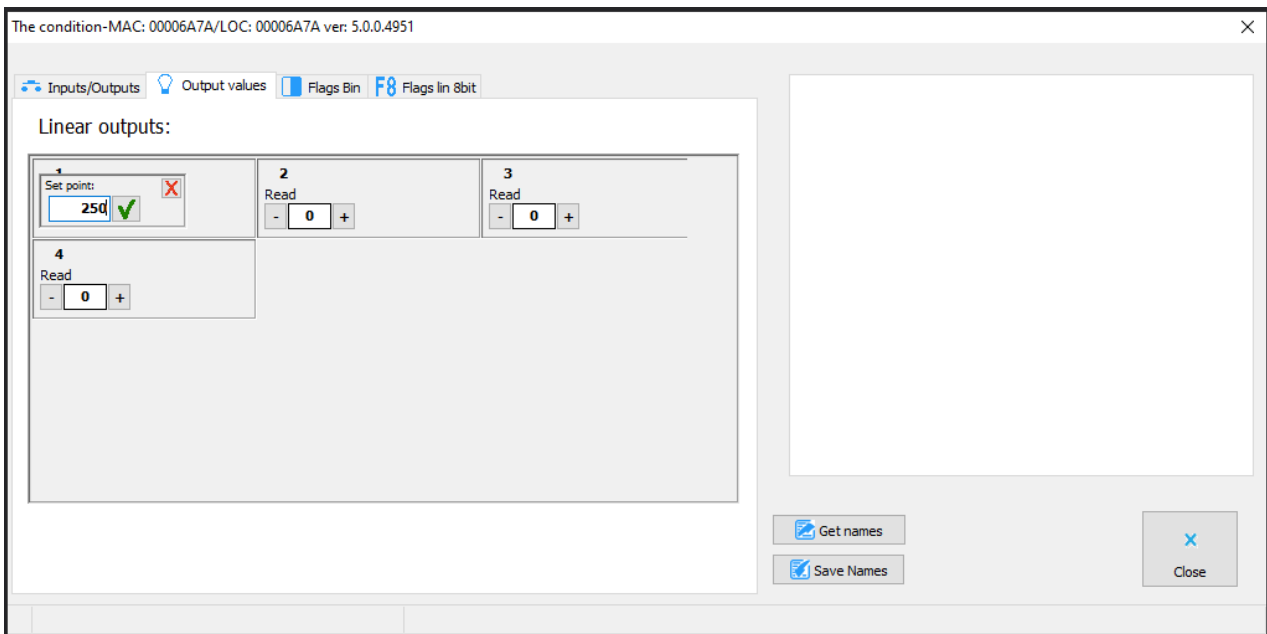 The condition-MAC: 00006A7A/LOC: 00006A7A ver: 5.0.0.4951
Inputs/Outputs Output values Flags Bin F8 Flags lin 8bit
Linear outputs:
1 2 3
Set point: Read Read
250 - 0 + - 0 +
4
Read
- 0 +
Get names
Save Names
Close